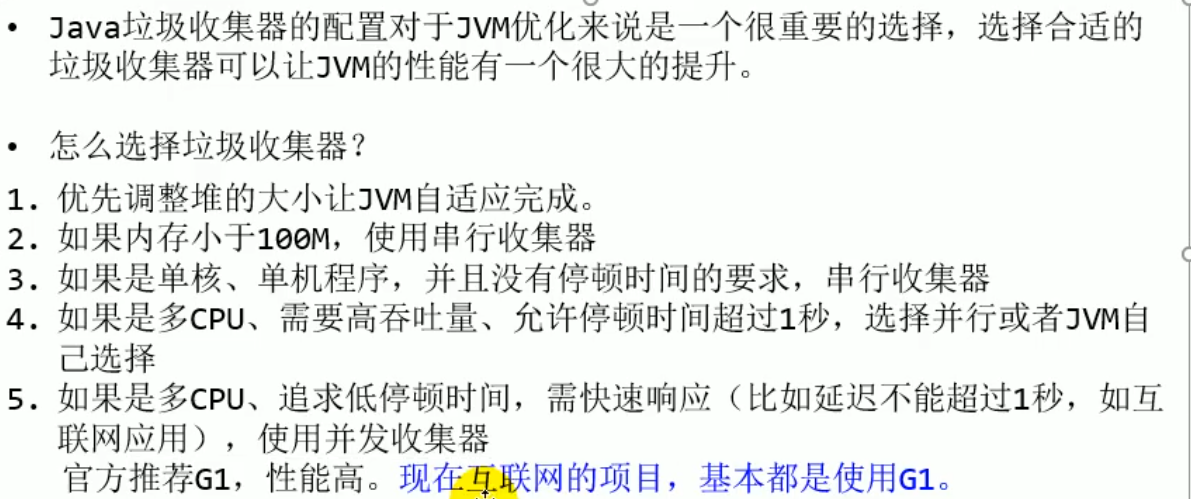 • Java垃圾收集器的配置对于JVM优化来说是一个很重要的选择，选择合适的
垃圾收集器可以让JVM的性能有一个很大的提升。
• 怎么选择垃圾收集器？
1. 优先调整堆的大小让JVM自适应完成。
2. 如果内存小于100M，使用串行收集器
3. 如果是单核、单机程序，并且没有停顿时间的要求，串行收集器
4. 如果是多CPU、需要高吞吐量、允许停顿时间超过1秒，选择并行或者JVM自
己选择
5. 如果是多CPU、追求低停顿时间，需快速响应（比如延迟不能超过1秒，如互
联网应用），使用并发收集器
官方推荐G1，性能高。现在互联网的项目，基本都是使用G1。